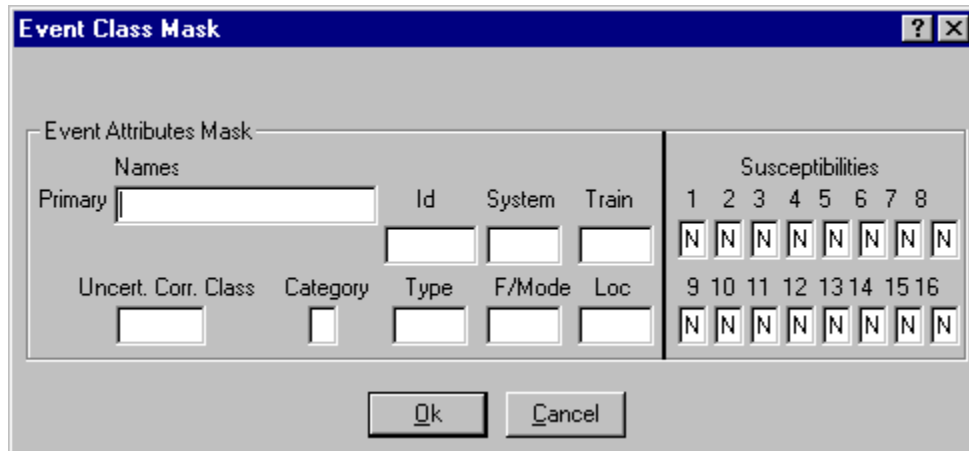 Event Class Mask
Event Attributes Mask
Names
Primary
Id System Train
Uncert. Corr. Class Category Type F/Mode Loc
Susceptibilities
1 2 3 4 5 6 7 8
N N N N N N N N
9 10 11 12 13 14 15 16
N N N N N N N N
Ok Cancel